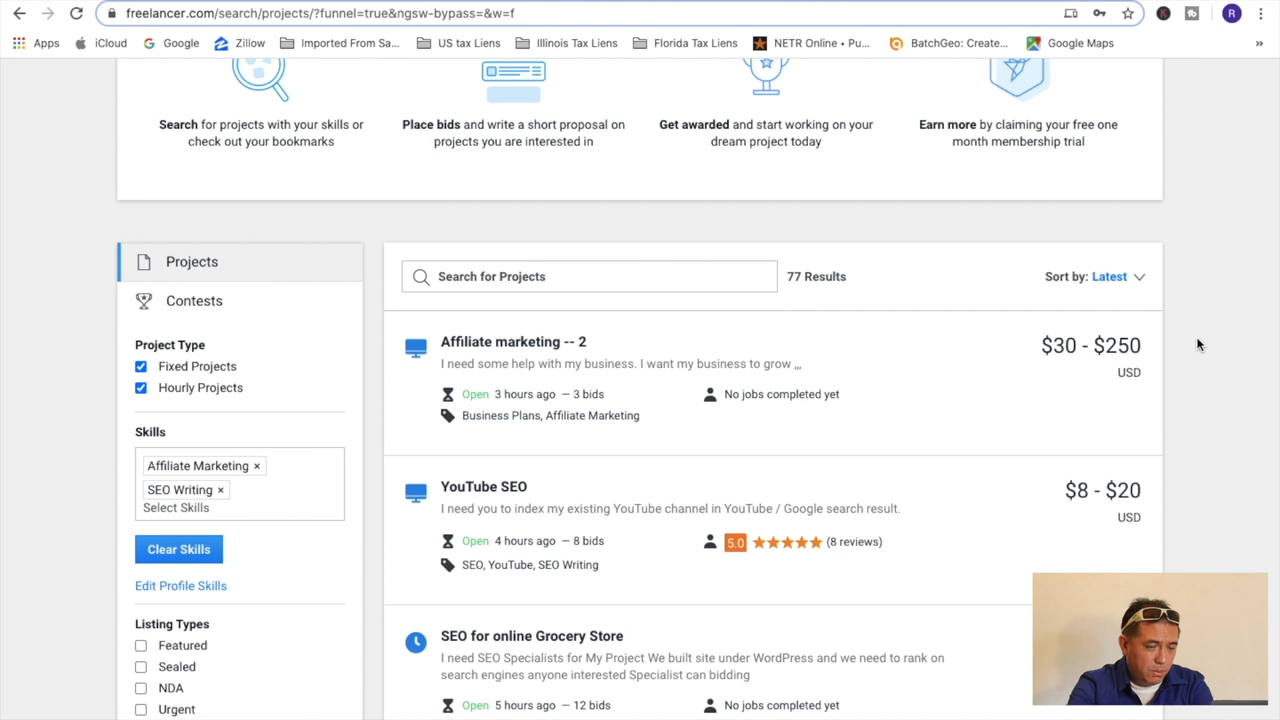 freelancer.com/search/projects/?funnel=true&ngsw-bypass=&w=f
R
Apps
iCloud
Google
Zillow
Imported From Sa...
US tax Liens
Illinois Tax Liens
Florida Tax Liens
NETR Online • Pu...
BatchGeo: Create...
Google Maps
»
Search for projects with your skills or
check out your bookmarks
Place bids and write a short proposal on
projects you are interested in
Get awarded and start working on your
dream project today
Earn more by claiming your free one
month membership trial
Projects
Contests
Project Type
Fixed Projects
Hourly Projects
Skills
Affiliate Marketing ×
SEO Writing ×
Select Skills
Clear Skills
Edit Profile Skills
Listing Types
Featured
Sealed
NDA
Urgent
Search for Projects
77 Results
Sort by: Latest
Affiliate marketing -- 2
$30 - $250
USD
I need some help with my business. I want my business to grow ,,,
Open 3 hours ago — 3 bids
No jobs completed yet
Business Plans, Affiliate Marketing
YouTube SEO
$8 - $20
USD
I need you to index my existing YouTube channel in YouTube / Google search result.
Open 4 hours ago — 8 bids
5.0 (8 reviews)
SEO, YouTube, SEO Writing
SEO for online Grocery Store
I need SEO Specialists for My Project We built site under WordPress and we need to rank on
search engines anyone interested Specialist can bidding
Open 5 hours ago — 12 bids
No jobs completed yet